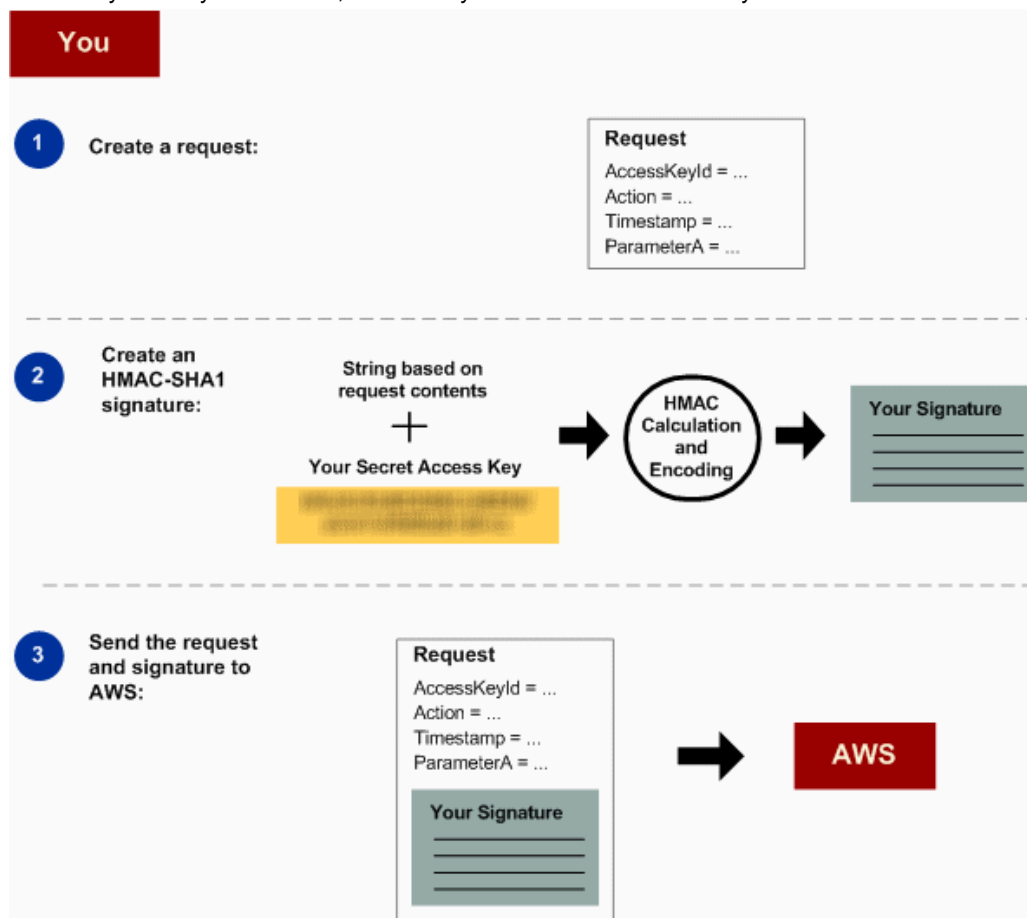 You
1
Create a request:
Request
AccessKeyId = ...
Action = ...
Timestamp = ...
ParameterA = ...
2
Create an
HMAC-SHA1
signature:
String based on
request contents
+
Your Secret Access Key
HMAC
Calculation
and
Encoding
Your Signature
3
Send the request
and signature to
AWS:
Request
AccessKeyId = ...
Action = ...
Timestamp = ...
ParameterA = ...
Your Signature
AWS